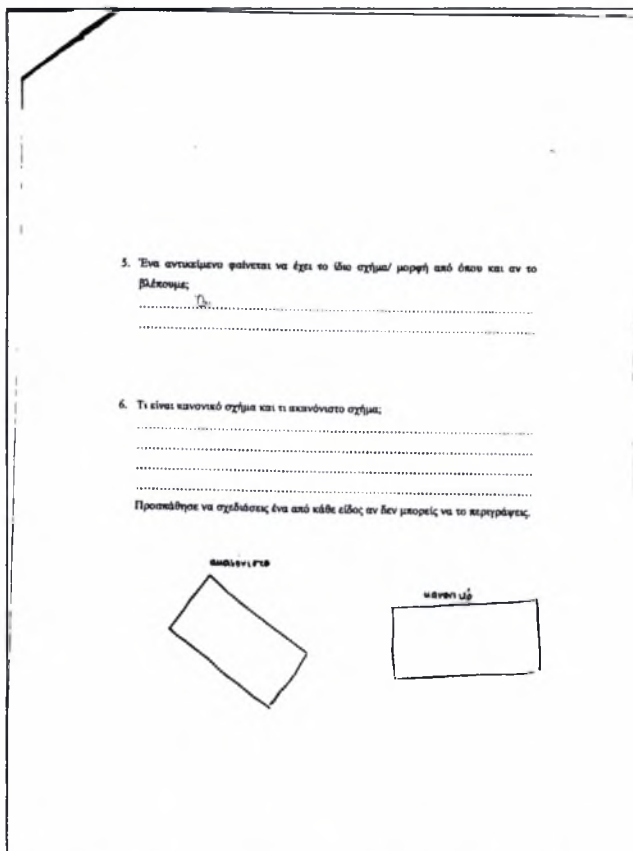 5. Ένα αντικείμενο φαίνεται να έχει το ίδιο σχήμα/ μορφή από όπου και αν το
βλέπουμε;
6. Τι είναι κανονικό σχήμα και τι ακανόνιστο σχήμα;
Προσπάθησε να σχεδιάσεις ένα από κάθε είδος αν δεν μπορείς να το περιγράψεις.
ακανόνιστο
κανονικό